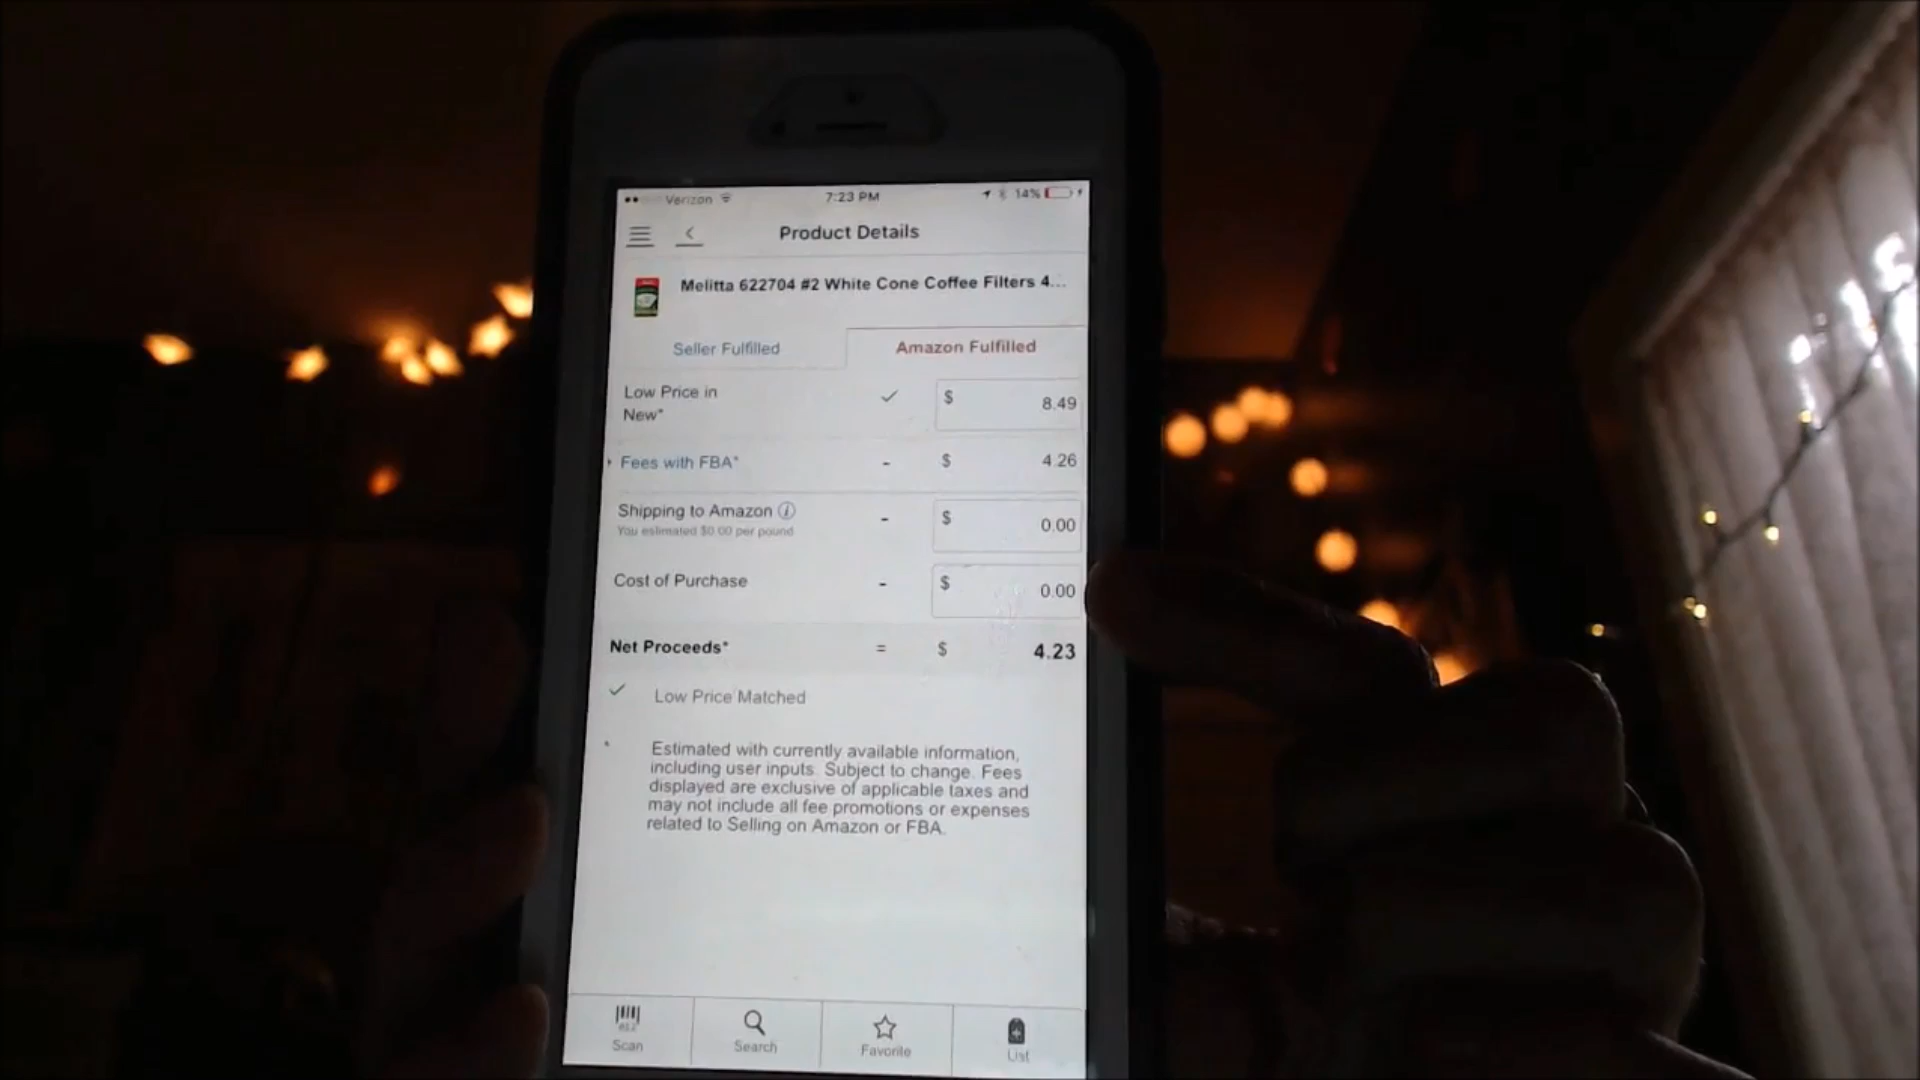 Verizon 7:23 PM 14%
Product Details
Melitta 622704 #2 White Cone Coffee Filters 4...
Seller Fulfilled Amazon Fulfilled
Low Price in
New* $ 8.49
Fees with FBA* - $ 4.26
Shipping to Amazon - $ 0.00
You estimated $0.00 per pound
Cost of Purchase - $ 0.00
Net Proceeds* = $ 4.23
Low Price Matched
* Estimated with currently available information,
including user inputs. Subject to change. Fees
displayed are exclusive of applicable taxes and
may not include all fee promotions or expenses
related to Selling on Amazon or FBA.
Scan Search Favorite List